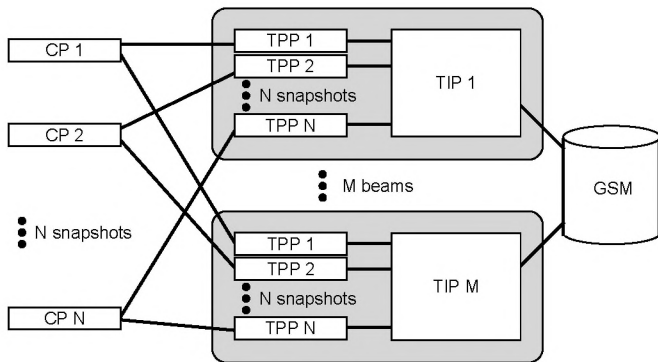 CP 1
CP 2
N snapshots
CP N
TPP 1
TPP 2
N snapshots
TPP N
TIP 1
M beams
TPP 1
TPP 2
N snapshots
TPP N
TIP M
GSM